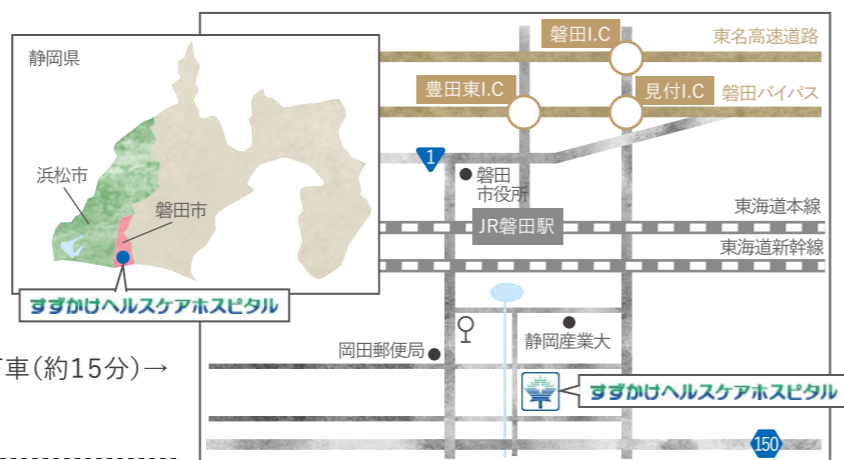 静岡県
浜松市
磐田市
すずかけヘルスケアホスピタル
車(約15分)→
磐田I.C
東名高速道路
豊田東I.C
見付I.C
磐田バイパス
1
磐田
市役所
JR磐田駅
東海道本線
東海道新幹線
岡田郵便局
静岡産業大
すずかけヘルスケアホスピタル
150